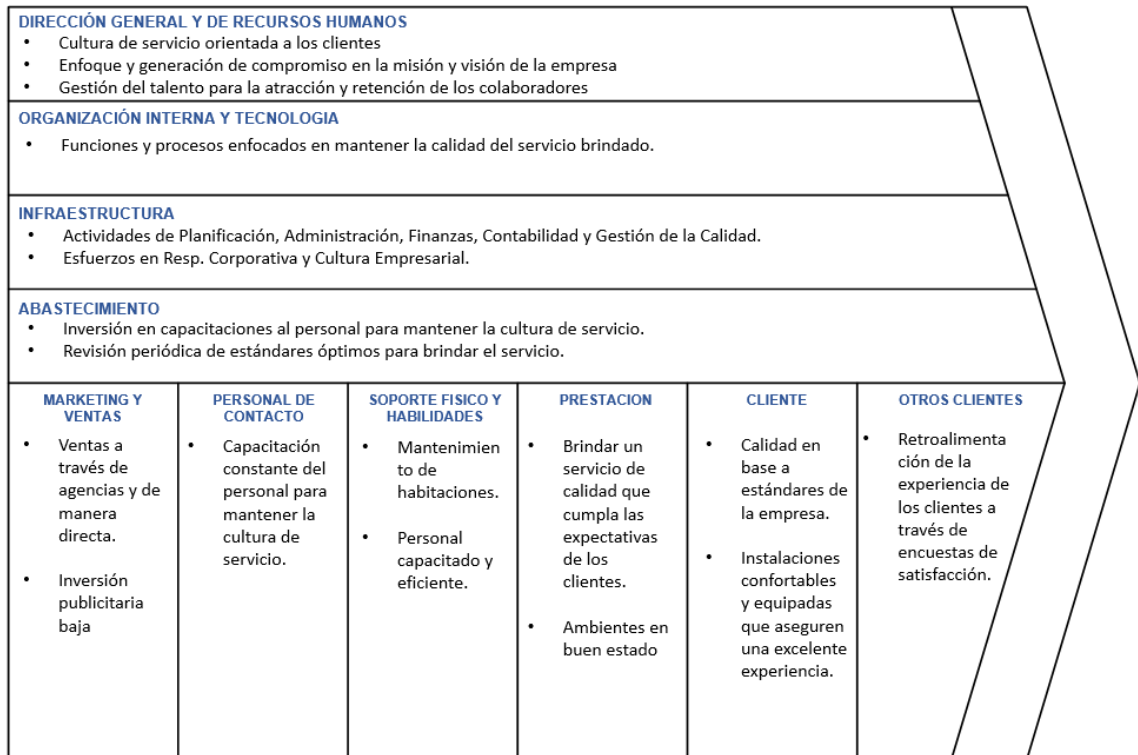 DIRECCIÓN GENERAL Y DE RECURSOS HUMANOS
• Cultura de servicio orientada a los clientes
• Enfoque y generación de compromiso en la misión y visión de la empresa
• Gestión del talento para la atracción y retención de los colaboradores
ORGANIZACIÓN INTERNA Y TECNOLOGIA
• Funciones y procesos enfocados en mantener la calidad del servicio brindado.
INFRAESTRUCTURA
• Actividades de Planificación, Administración, Finanzas, Contabilidad y Gestión de la Calidad.
• Esfuerzos en Resp. Corporativa y Cultura Empresarial.
ABASTECIMIENTO
• Inversión en capacitaciones al personal para mantener la cultura de servicio.
• Revisión periódica de estándares óptimos para brindar el servicio.
MARKETING Y
VENTAS
• Ventas a
través de
agencias y de
manera
directa.
• Inversión
publicitaria
baja
PERSONAL DE
CONTACTO
• Capacitación
constante del
personal para
mantener la
cultura de
servicio.
SOPORTE FISICO Y
HABILIDADES
• Mantenimien
to de
habitaciones.
• Personal
capacitado y
eficiente.
PRESTACION
• Brindar un
servicio de
calidad que
cumpla las
expectativas
de los
clientes.
• Ambientes en
buen estado
CLIENTE
• Calidad en
base a
estándares de
la empresa.
• Instalaciones
confortables
y equipadas
que aseguren
una excelente
experiencia.
OTROS CLIENTES
• Retroalimenta
ción de la
experiencia de
los clientes a
través de
encuestas de
satisfacción.